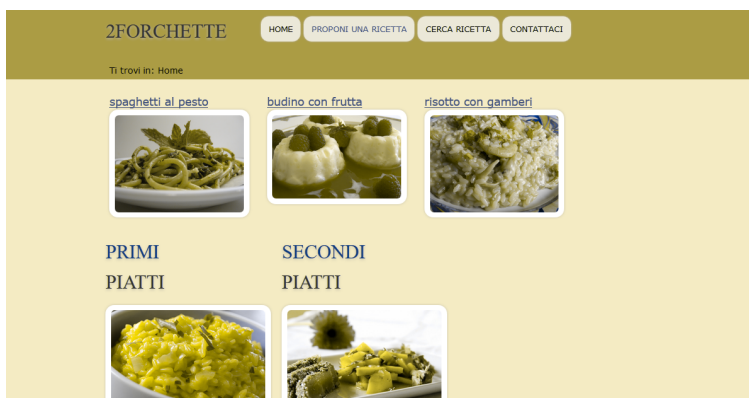 2FORCHETTE
HOME PROPONI UNA RICETTA CERCA RICETTA CONTATTACI
Ti trovi in: Home
spaghetti al pesto budino con frutta risotto con gamberi
PRIMI SECONDI
PIATTI PIATTI